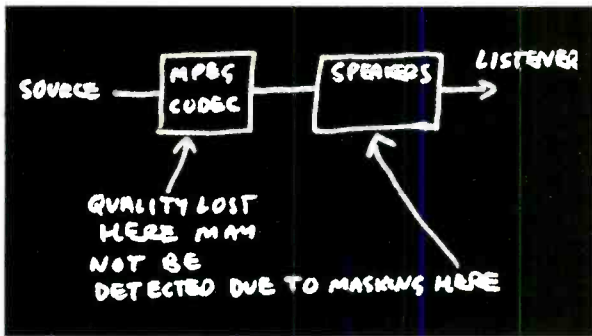 SOURCE
MPEG
CODEC
SPEAKERS
LISTENER
QUALITY LOST
HERE MAY
NOT BE
DETECTED DUE TO MASKING HERE